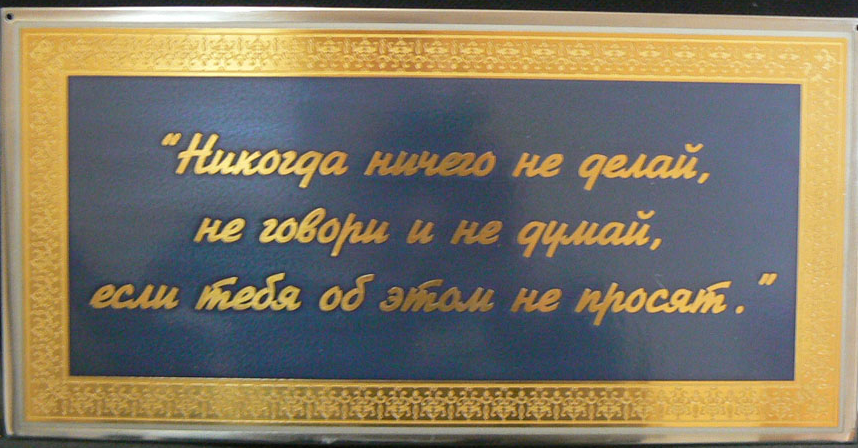 “Никогда ничего не делай,
не говори и не думай,
если тебя об этом не просят.”